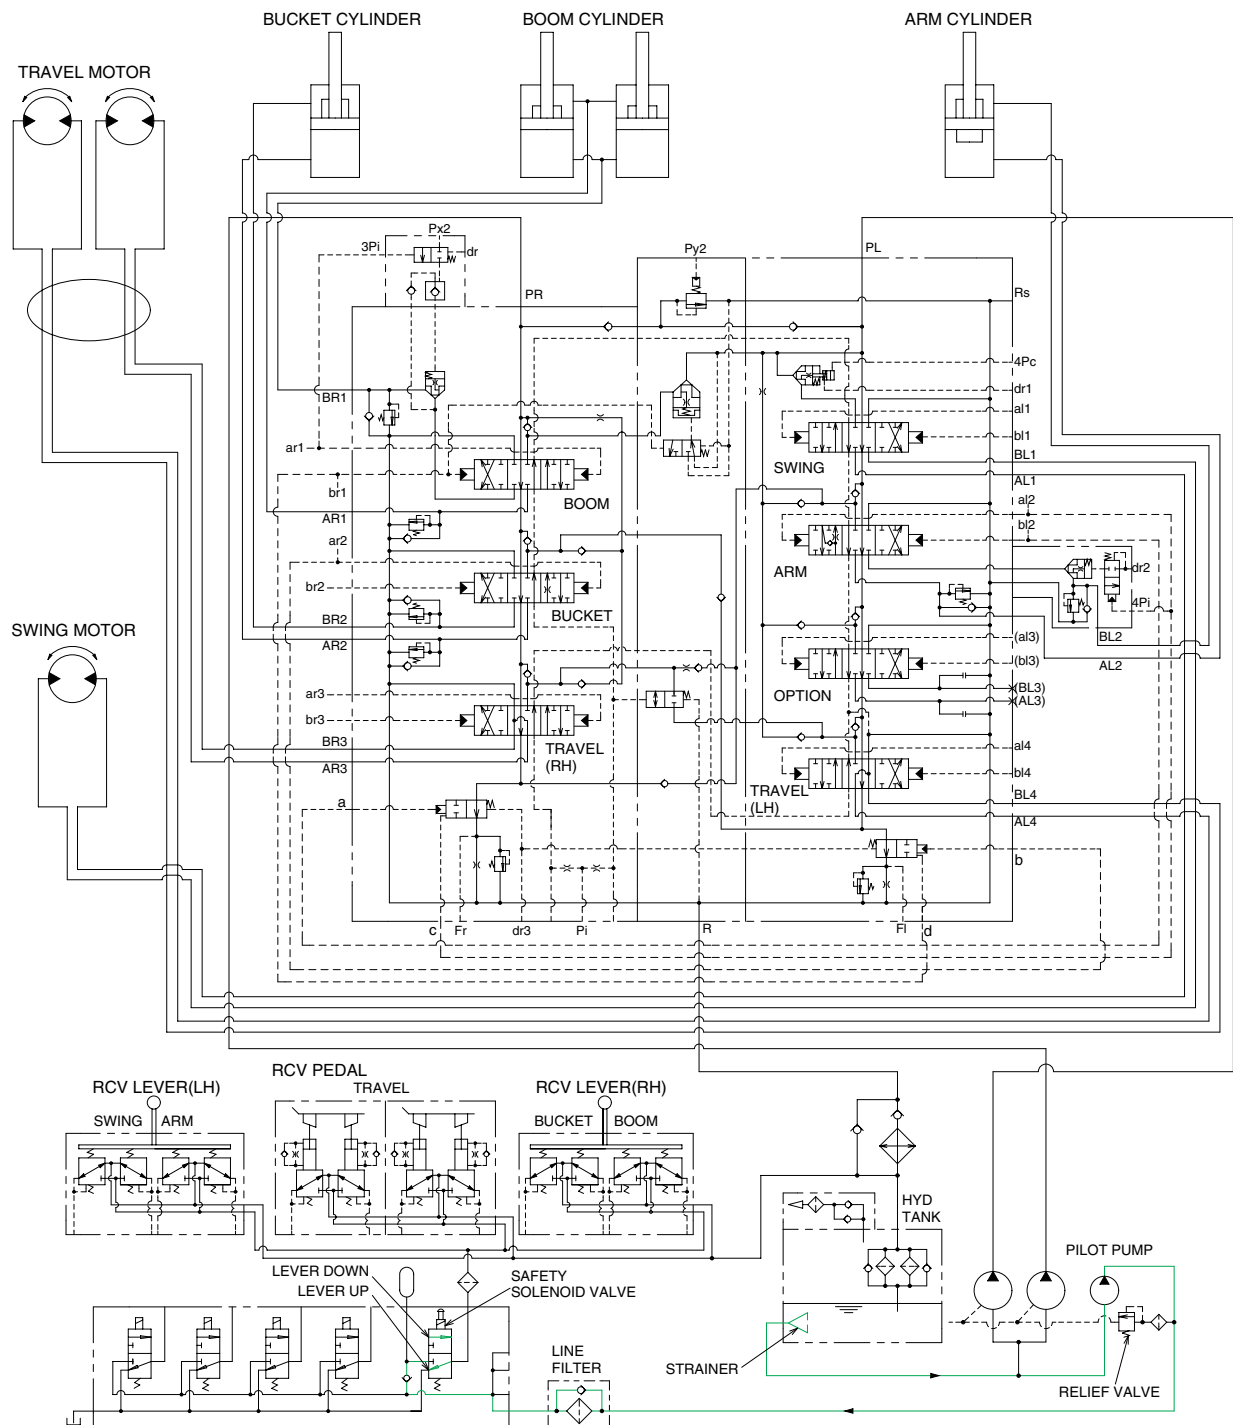 BUCKET CYLINDER
BOOM CYLINDER
ARM CYLINDER
TRAVEL MOTOR
Px2
3Pi
dr
Py2
PL
PR
Rs
4Pc
dr1
al1
bl1
BL1
AL1
al2
bl2
BR1
ar1
br1
AR1
ar2
br2
BR2
AR2
ar3
br3
BR3
AR3
SWING
BOOM
ARM
dr2
4Pi
BL2
AL2
BUCKET
SWING MOTOR
(al3)
(bl3)
OPTION
(BL3)
(AL3)
TRAVEL
(RH)
al4
bl4
TRAVEL
(LH)
BL4
AL4
a
b
c
Fr
dr3
Pi
R
Fl
d
RCV LEVER(LH)
SWING
ARM
RCV PEDAL
TRAVEL
RCV LEVER(RH)
BUCKET
BOOM
HYD
TANK
PILOT PUMP
LEVER DOWN
LEVER UP
SAFETY
SOLENOID VALVE
LINE
FILTER
STRAINER
RELIEF VALVE